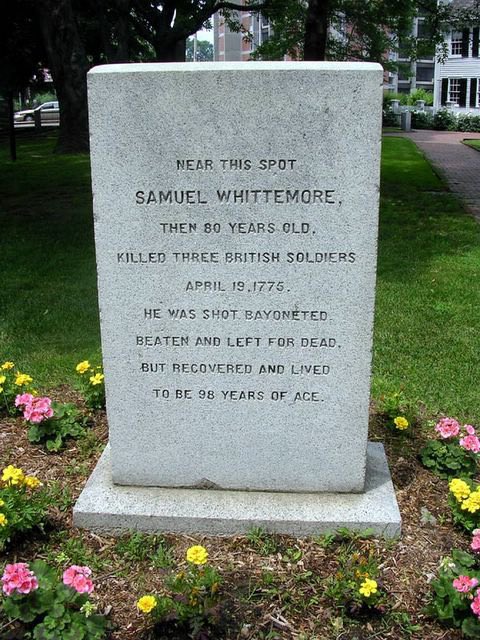 NEAR THIS SPOT
SAMUEL WHITTEMORE,
THEN 80 YEARS OLD,
KILLED THREE BRITISH SOLDIERS
APRIL 19, 1775.
HE WAS SHOT BAYONETED
BEATEN AND LEFT FOR DEAD,
BUT RECOVERED AND LIVED
TO BE 98 YEARS OF AGE.